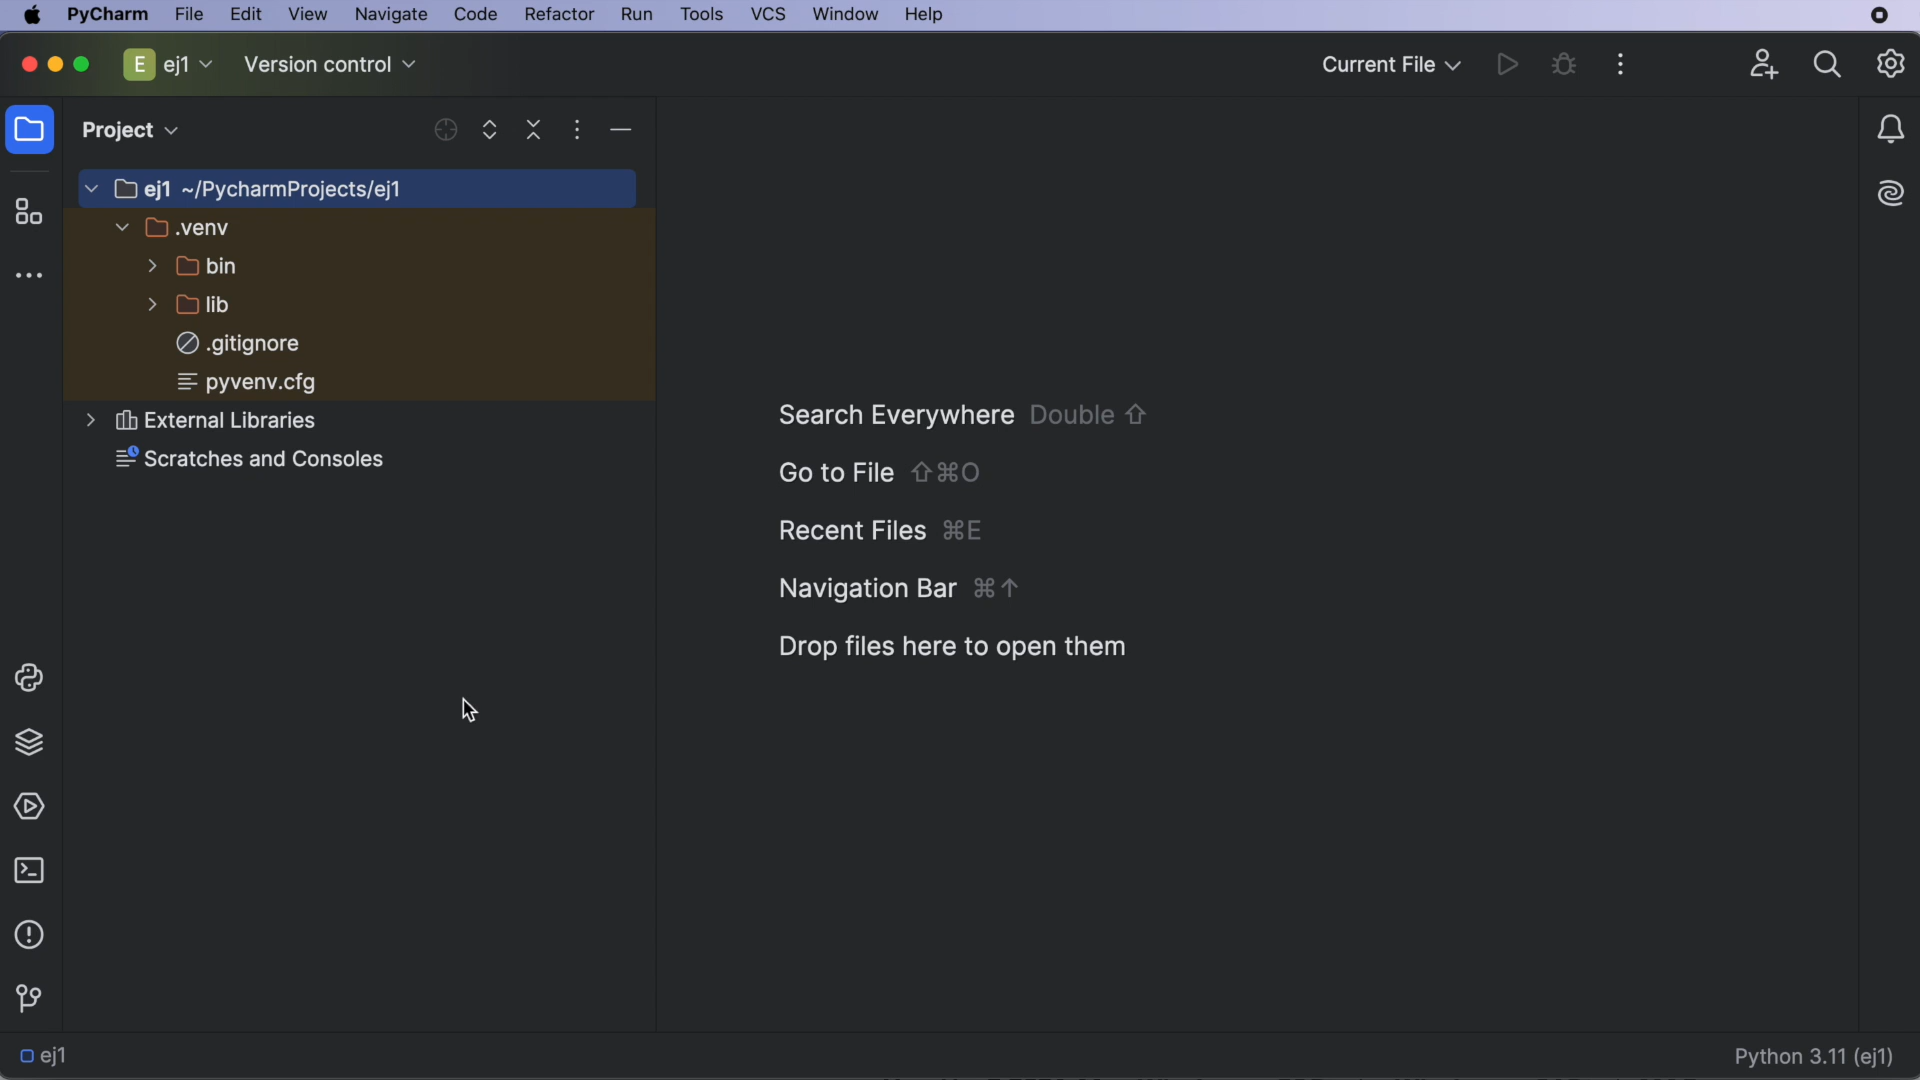 PyCharm File Edit View Navigate Code Refactor Run Tools VCS Window Help
E ej1 Version control Current File
Project
ej1 ~/PycharmProjects/ej1
.venv
bin
lib
.gitignore
pyvenv.cfg
External Libraries
Scratches and Consoles
Search Everywhere Double ⇧
Go to File ⇧⌘O
Recent Files ⌘E
Navigation Bar ⌘↑
Drop files here to open them
ej1 Python 3.11 (ej1)